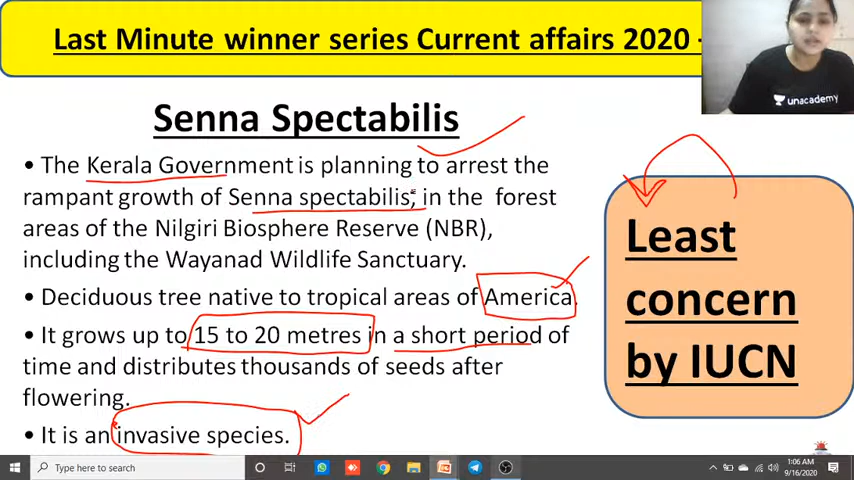 Last Minute winner series Current affairs 2020 -
unacademy
Senna Spectabilis
• The Kerala Government is planning to arrest the
rampant growth of Senna spectabilis, in the forest
areas of the Nilgiri Biosphere Reserve (NBR),
including the Wayanad Wildlife Sanctuary.
• Deciduous tree native to tropical areas of America.
• It grows up to 15 to 20 metres in a short period of
time and distributes thousands of seeds after
flowering.
• It is an invasive species.
Least
concern
by IUCN
Type here to search
1:06 AM
9/16/2020